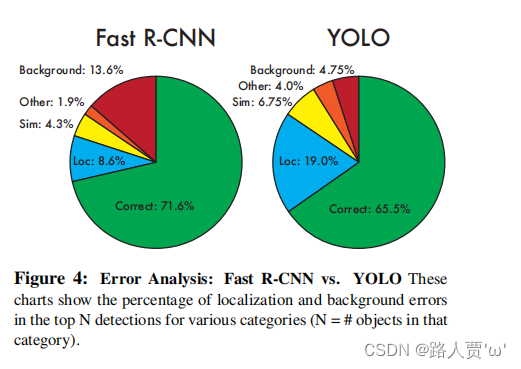 Fast R-CNN
YOLO
Background: 13.6%
Other: 1.9%
Sim: 4.3%
Loc: 8.6%
Correct: 71.6%
Background: 4.75%
Other: 4.0%
Sim: 6.75%
Loc: 19.0%
Correct: 65.5%
Figure 4: Error Analysis: Fast R-CNN vs. YOLO These
charts show the percentage of localization and background errors
in the top N detections for various categories (N = # objects in that
category).
CSDN @路人贾'ω'